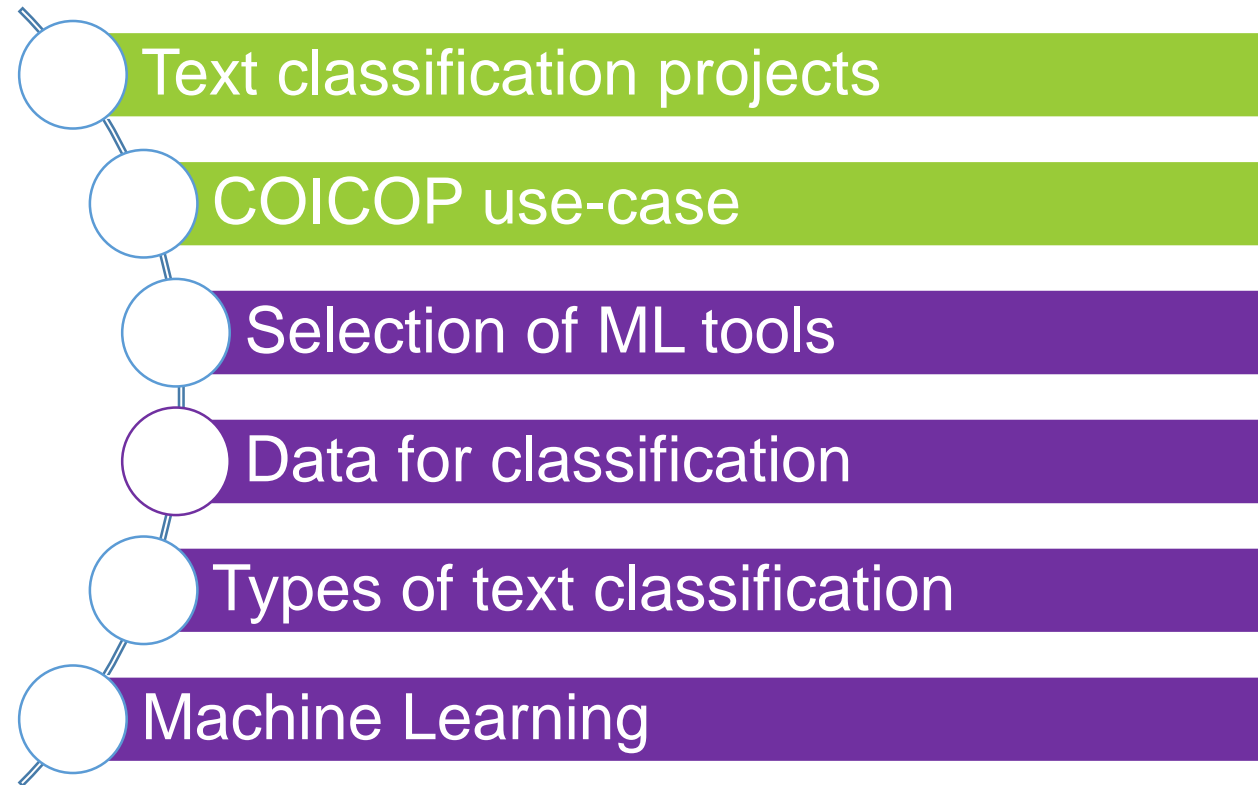 Text classification projects
COICOP use-case
Selection of ML tools
Data for classification
Types of text classification
Machine Learning